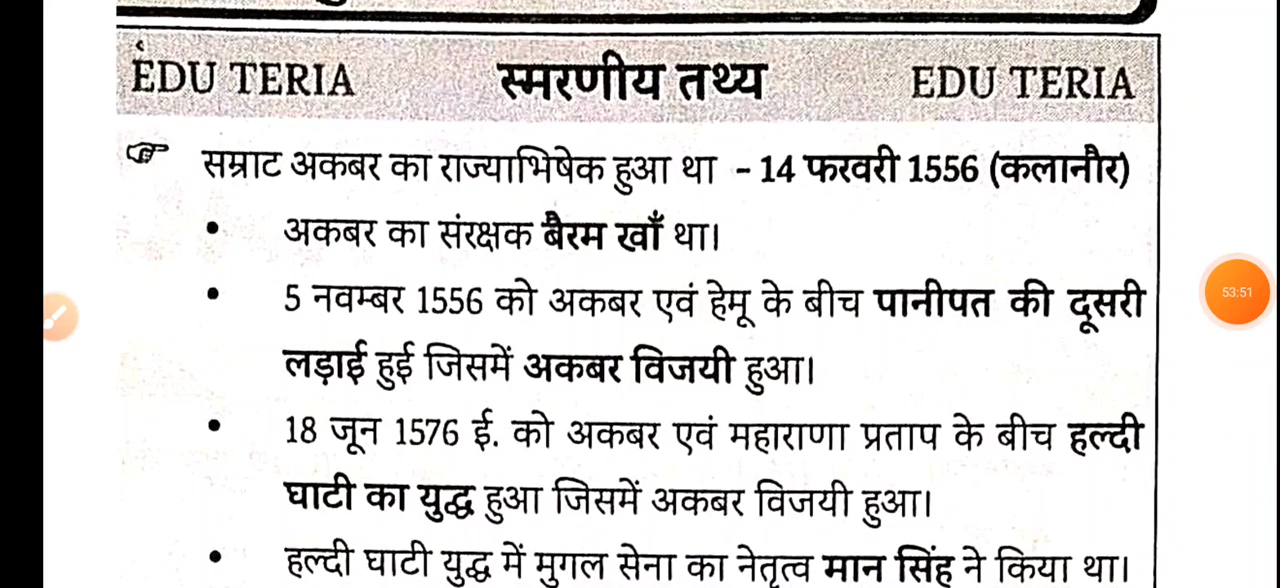 EDU TERIA स्मरणीय तथ्य EDU TERIA
☞ सम्राट अकबर का राज्याभिषेक हुआ था - 14 फरवरी 1556 (कलानौर)
• अकबर का संरक्षक बैरम खाँ था।
• 5 नवम्बर 1556 को अकबर एवं हेमू के बीच पानीपत की दूसरी
लड़ाई हुई जिसमें अकबर विजयी हुआ।
• 18 जून 1576 ई. को अकबर एवं महाराणा प्रताप के बीच हल्दी
घाटी का युद्ध हुआ जिसमें अकबर विजयी हुआ।
• हल्दी घाटी युद्ध में मुगल सेना का नेतृत्व मान सिंह ने किया था।
53:51